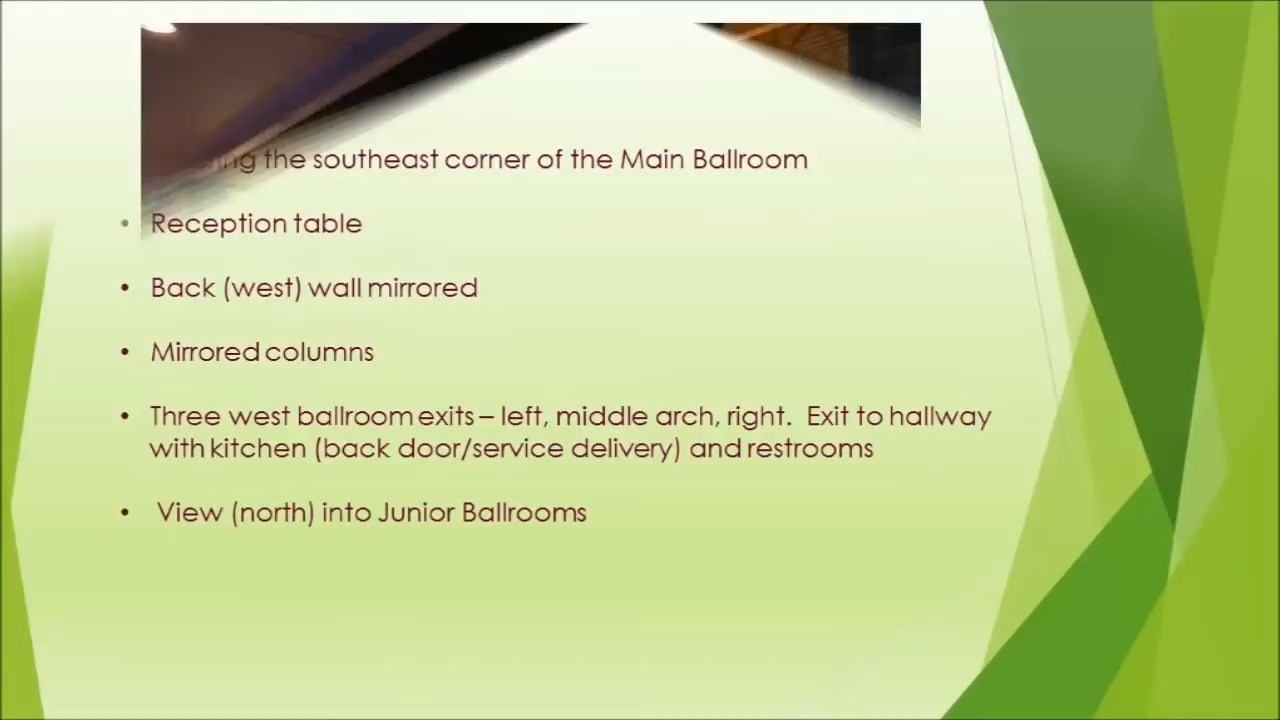 the southeast corner of the Main Ballroom
• Reception table
• Back (west) wall mirrored
• Mirrored columns
• Three west ballroom exits – left, middle arch, right. Exit to hallway
with kitchen (back door/service delivery) and restrooms
• View (north) into Junior Ballrooms